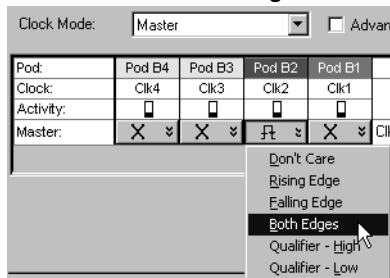 Clock Mode: Master Advan
Pod: Pod B4 Pod B3 Pod B2 Pod B1
Clock: Clk4 Clk3 Clk2 Clk1
Activity:
Master: X X X Cl
Don't Care
Rising Edge
Falling Edge
Both Edges
Qualifier - High
Qualifier - Low